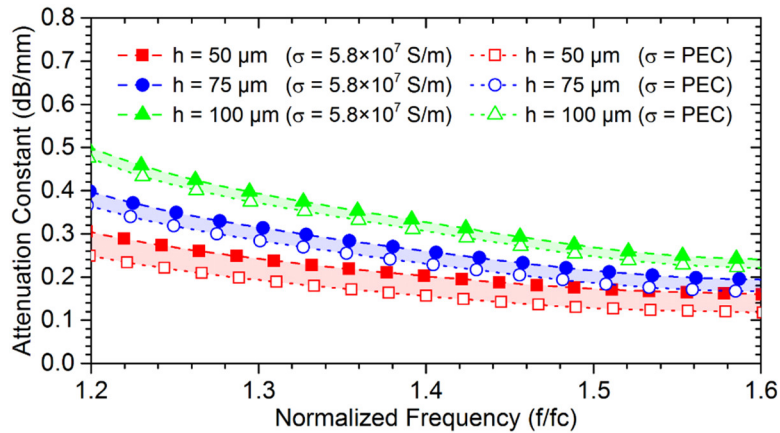 0.8
0.7
0.6
0.5
0.4
0.3
0.2
0.1
0.0
Attenuation Constant (dB/mm)
h = 50 μm (σ = 5.8×10⁷ S/m) h = 50 μm (σ = PEC)
h = 75 μm (σ = 5.8×10⁷ S/m) h = 75 μm (σ = PEC)
h = 100 μm (σ = 5.8×10⁷ S/m) h = 100 μm (σ = PEC)
1.2 1.3 1.4 1.5 1.6
Normalized Frequency (f/fc)